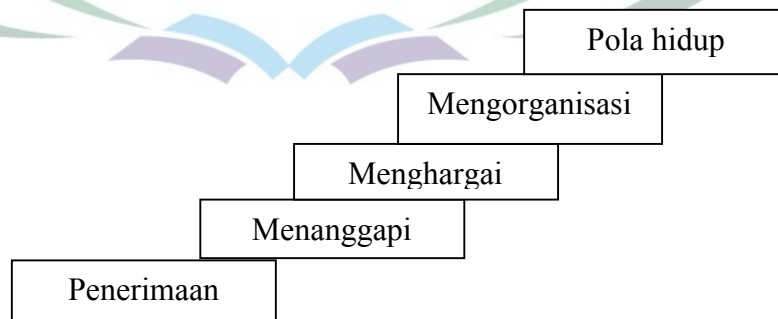 Pola hidup
Mengorganisasi
Menghargai
Menanggapi
Penerimaan